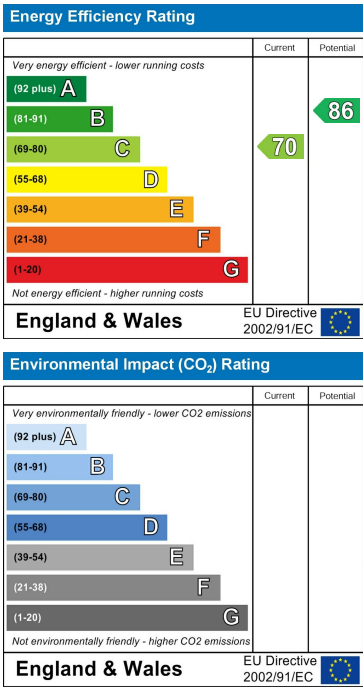 Energy Efficiency Rating
Current Potential
Very energy efficient - lower running costs
(92 plus) A
(81-91) B
(69-80) C
(55-68) D
(39-54) E
(21-38) F
(1-20) G
86
70
Not energy efficient - higher running costs
England & Wales
EU Directive
2002/91/EC
Environmental Impact (CO₂) Rating
Current Potential
Very environmentally friendly - lower CO2 emissions
(92 plus) A
(81-91) B
(69-80) C
(55-68) D
(39-54) E
(21-38) F
(1-20) G
Not environmentally friendly - higher CO2 emissions
England & Wales
EU Directive
2002/91/EC